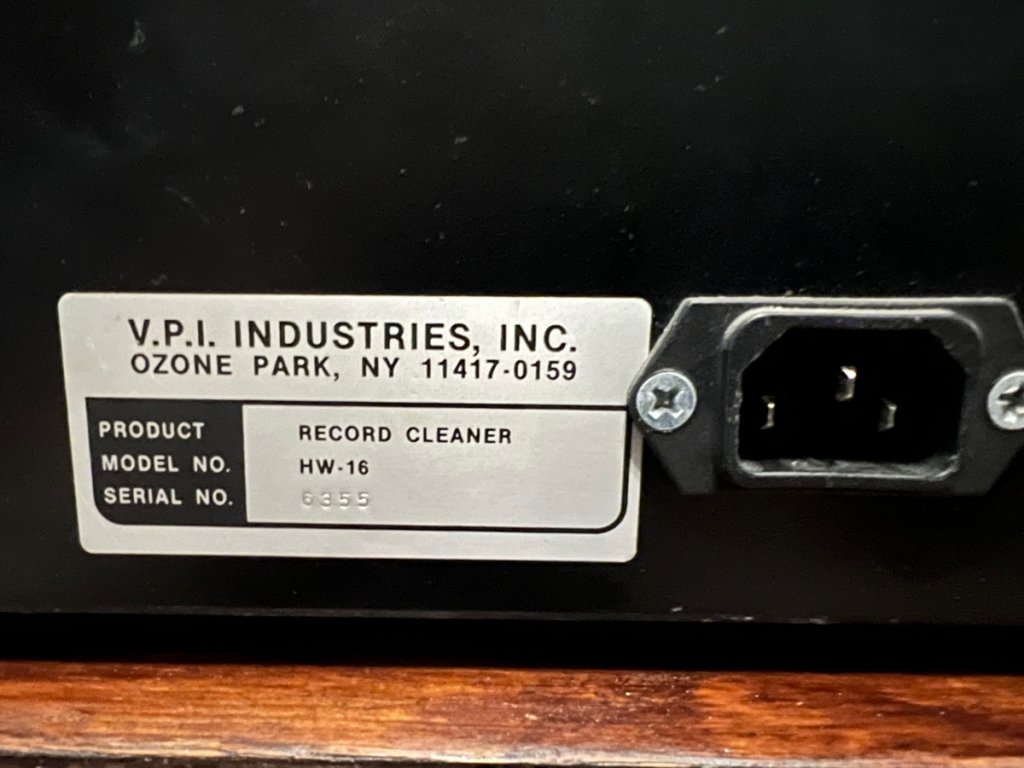 V.P.I. INDUSTRIES, INC.
OZONE PARK, NY 11417-0159
PRODUCT RECORD CLEANER
MODEL NO. HW-16
SERIAL NO. 6355